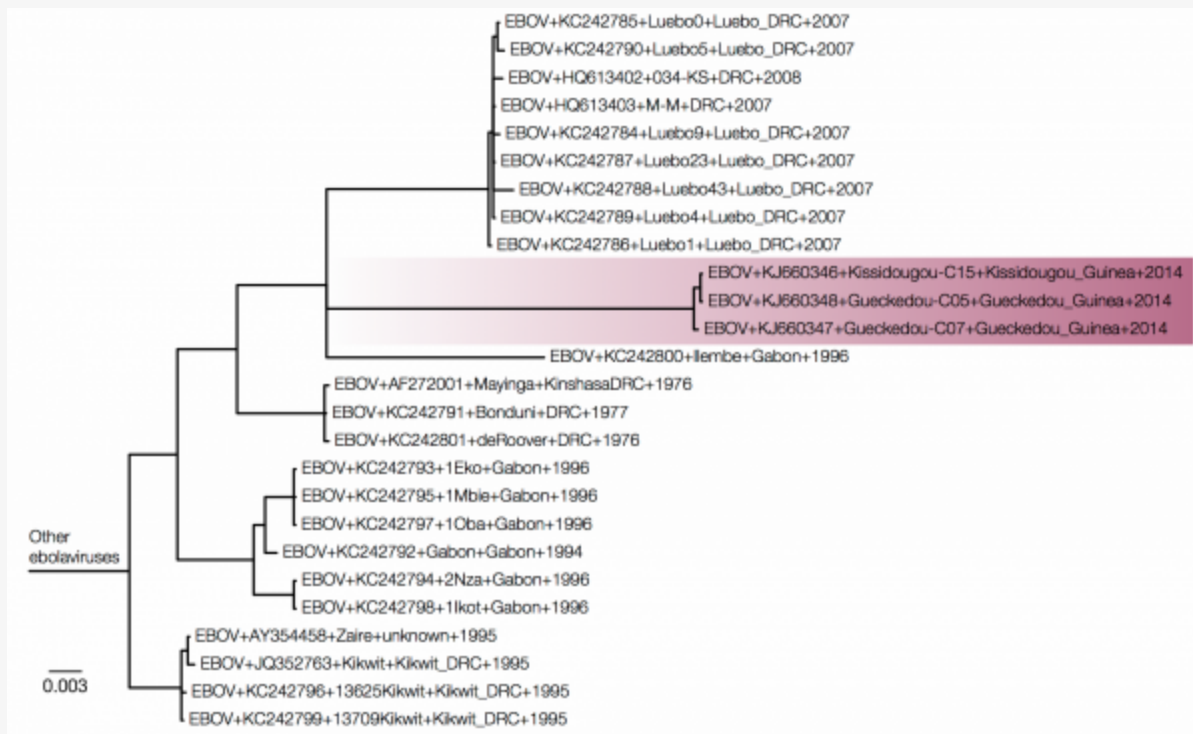 EBOV+KC242785+Luebo0+Luebo_DRC+2007
EBOV+KC242790+Luebo5+Luebo_DRC+2007
EBOV+HQ613402+034-KS+DRC+2008
EBOV+HQ613403+M-M+DRC+2007
EBOV+KC242784+Luebo9+Luebo_DRC+2007
EBOV+KC242787+Luebo23+Luebo_DRC+2007
EBOV+KC242788+Luebo43+Luebo_DRC+2007
EBOV+KC242789+Luebo4+Luebo_DRC+2007
EBOV+KC242786+Luebo1+Luebo_DRC+2007
EBOV+KJ660346+Kissidougou-C15+Kissidougou_Guinea+2014
EBOV+KJ660348+Gueckedou-C05+Gueckedou_Guinea+2014
EBOV+KJ660347+Gueckedou-C07+Gueckedou_Guinea+2014
EBOV+KC242800+Ilembe+Gabon+1996
EBOV+AF272001+Mayinga+KinshasaDRC+1976
EBOV+KC242791+Bonduni+DRC+1977
EBOV+KC242801+deRoover+DRC+1976
EBOV+KC242793+1Eko+Gabon+1996
EBOV+KC242795+1Mbie+Gabon+1996
EBOV+KC242797+1Oba+Gabon+1996
EBOV+KC242792+Gabon+Gabon+1994
EBOV+KC242794+2Nza+Gabon+1996
EBOV+KC242798+1Ikot+Gabon+1996
EBOV+AY354458+Zaire+unknown+1995
EBOV+JQ352763+Kikwit+Kikwit_DRC+1995
EBOV+KC242796+13625Kikwit+Kikwit_DRC+1995
EBOV+KC242799+13709Kikwit+Kikwit_DRC+1995
Other
ebolaviruses
0.003